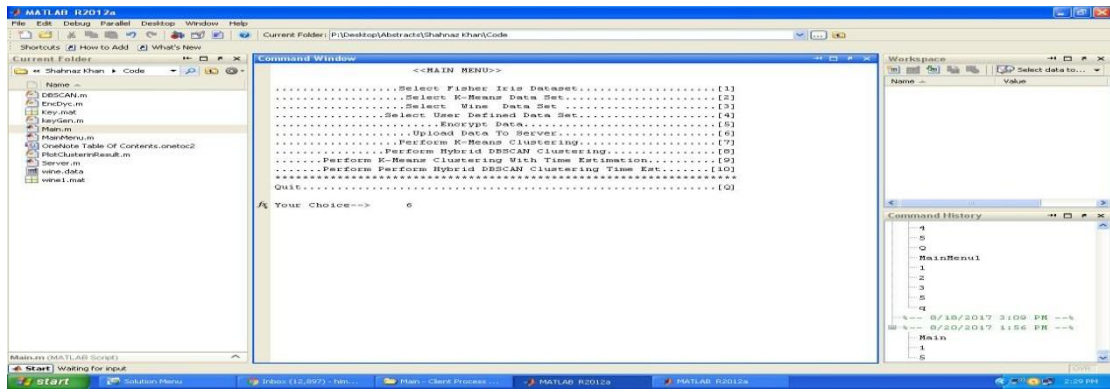 MATLAB R2012a
File Edit Debug Parallel Desktop Window Help
Current Folder: P:\Desktop\Abstracts\Shahnaz Khan\Code
Shortcuts How to Add What's New
Current Folder
« Shahnaz Khan ▸ Code
Name
DBSCAN.m
EncDyc.m
Key.mat
keyGen.m
Main.m
MainMenu.m
OneNote Table Of Contents.onetoc2
PlotClusterinResult.m
Server.m
wine.data
wine1.mat
Main.m (MATLAB Script)
Command Window
<<MAIN MENU>>
..................Select Fisher Iris Dataset....................[1]
...................Select K-Means Data Set......................[2]
...................Select Wine Data Set.......................[3]
................Select User Defined Data Set....................[4]
........................Encrypt Data............................[5]
....................Upload Data To Server.......................[6]
..................Perform K-Means Clustering....................[7]
................Perform Hybrid DBSCAN Clustering................[8]
.......Perform K-Means Clustering With Time Estimation..........[9]
.......Perform Perform Hybrid DBSCAN Clustering Time Est.......[10]
******************************************************************
Quit............................................................[Q]
fx Your Choice--> 6
Workspace
Select data to...
Name Value
Command History
4
5
Q
MainMenu1
1
2
3
5
q
%-- 8/18/2017 3:09 PM --%
%-- 8/20/2017 1:56 PM --%
Main
1
5
Start Waiting for input
OVR
start Solution Menu Inbox (12,897) - him... Main - Client Process ... MATLAB R2012a MATLAB R2012a 2:29 PM